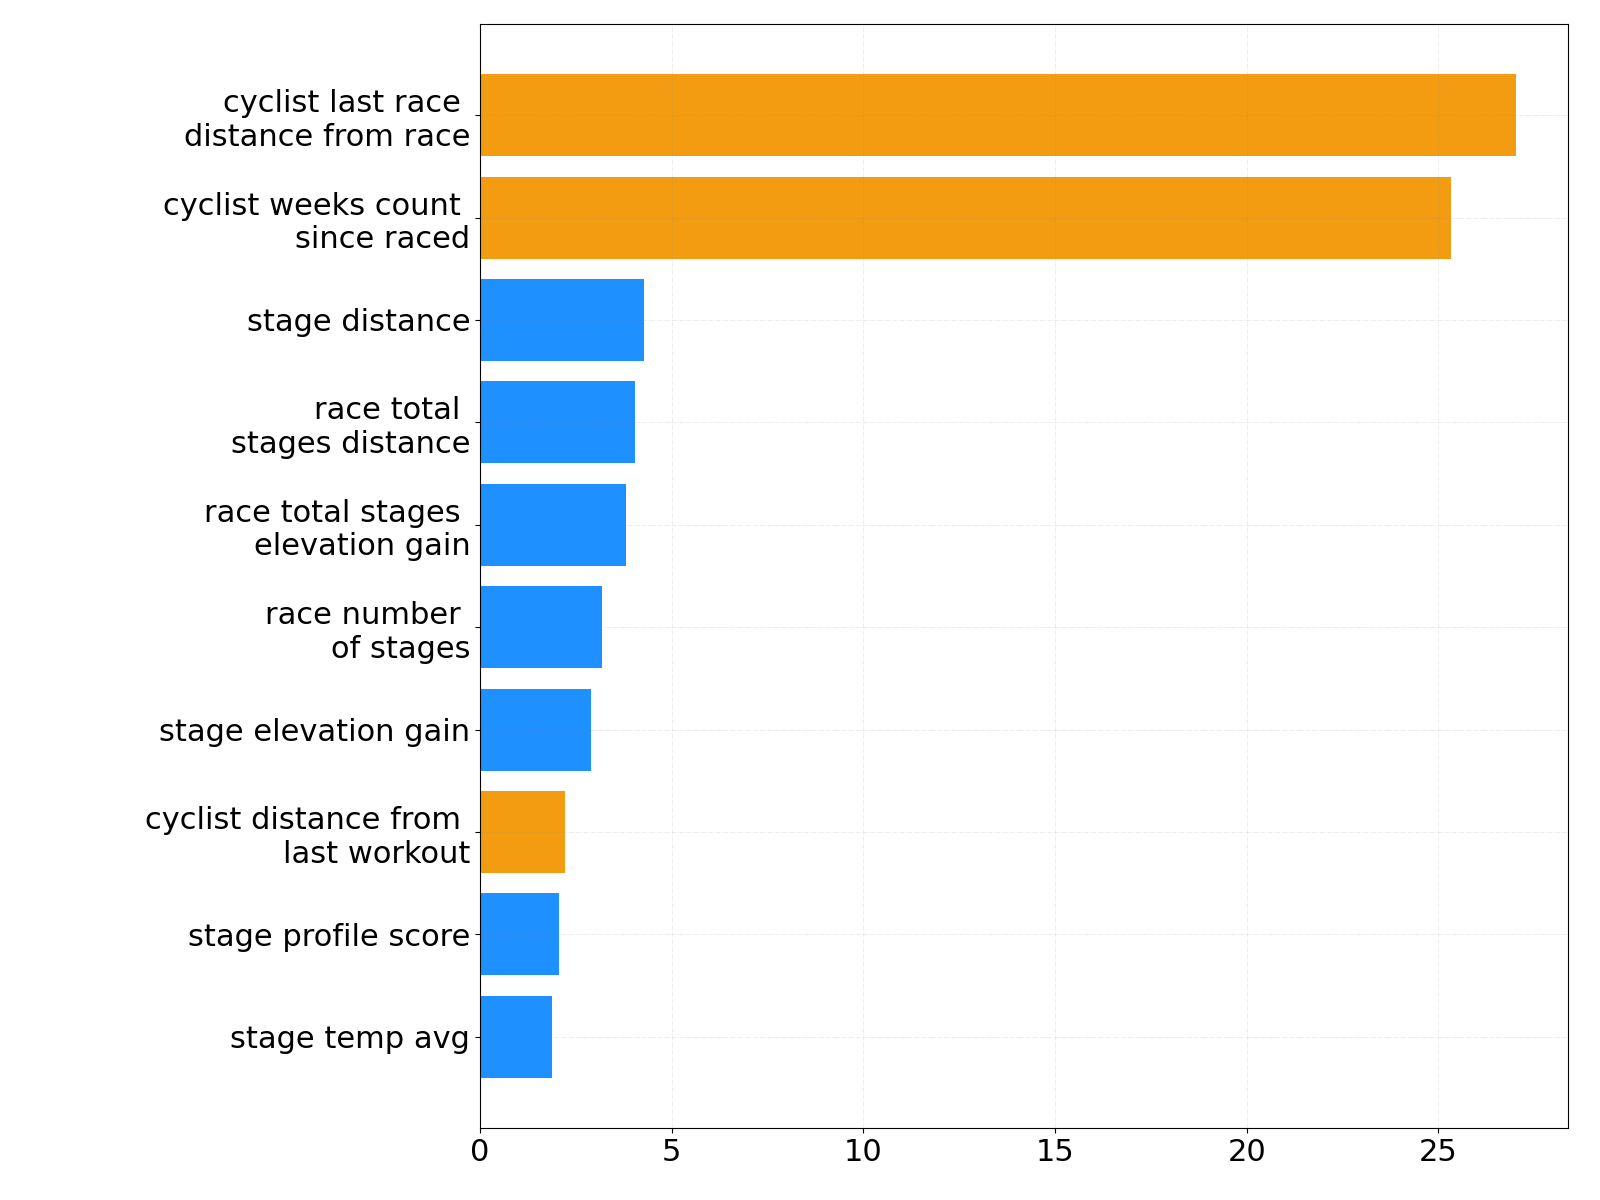 cyclist last race
distance from race
cyclist weeks count
since raced
stage distance
race total
stages distance
race total stages
elevation gain
race number
of stages
stage elevation gain
cyclist distance from
last workout
stage profile score
stage temp avg
0 5 10 15 20 25